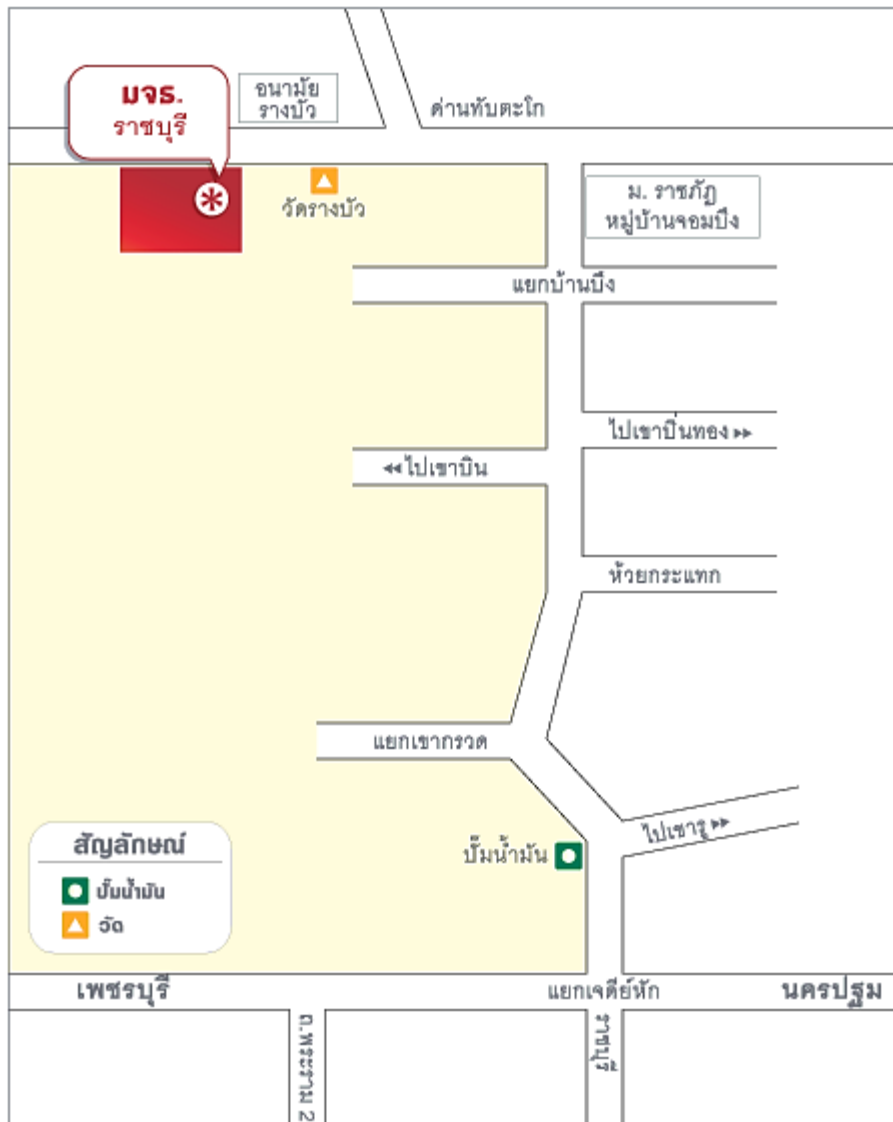 มจธ.
ราชบุรี
อนามัย
รางบัว
ด่านทับตะโก
วัดรางบัว
ม. ราชภัฏ
หมู่บ้านจอมบึง
แยกบ้านบึง
ไปเขาบิ่นทอง
ไปเขาบิน
ห้วยกระแทก
แยกเขากรวด
ไปเขารู
ปั๊มน้ำมัน
สัญลักษณ์
ปั๊มน้ำมัน
วัด
เพชรบุรี
แยกเจดีย์หัก
นครปฐม
ถ.พระราม 2
ราชบุรี